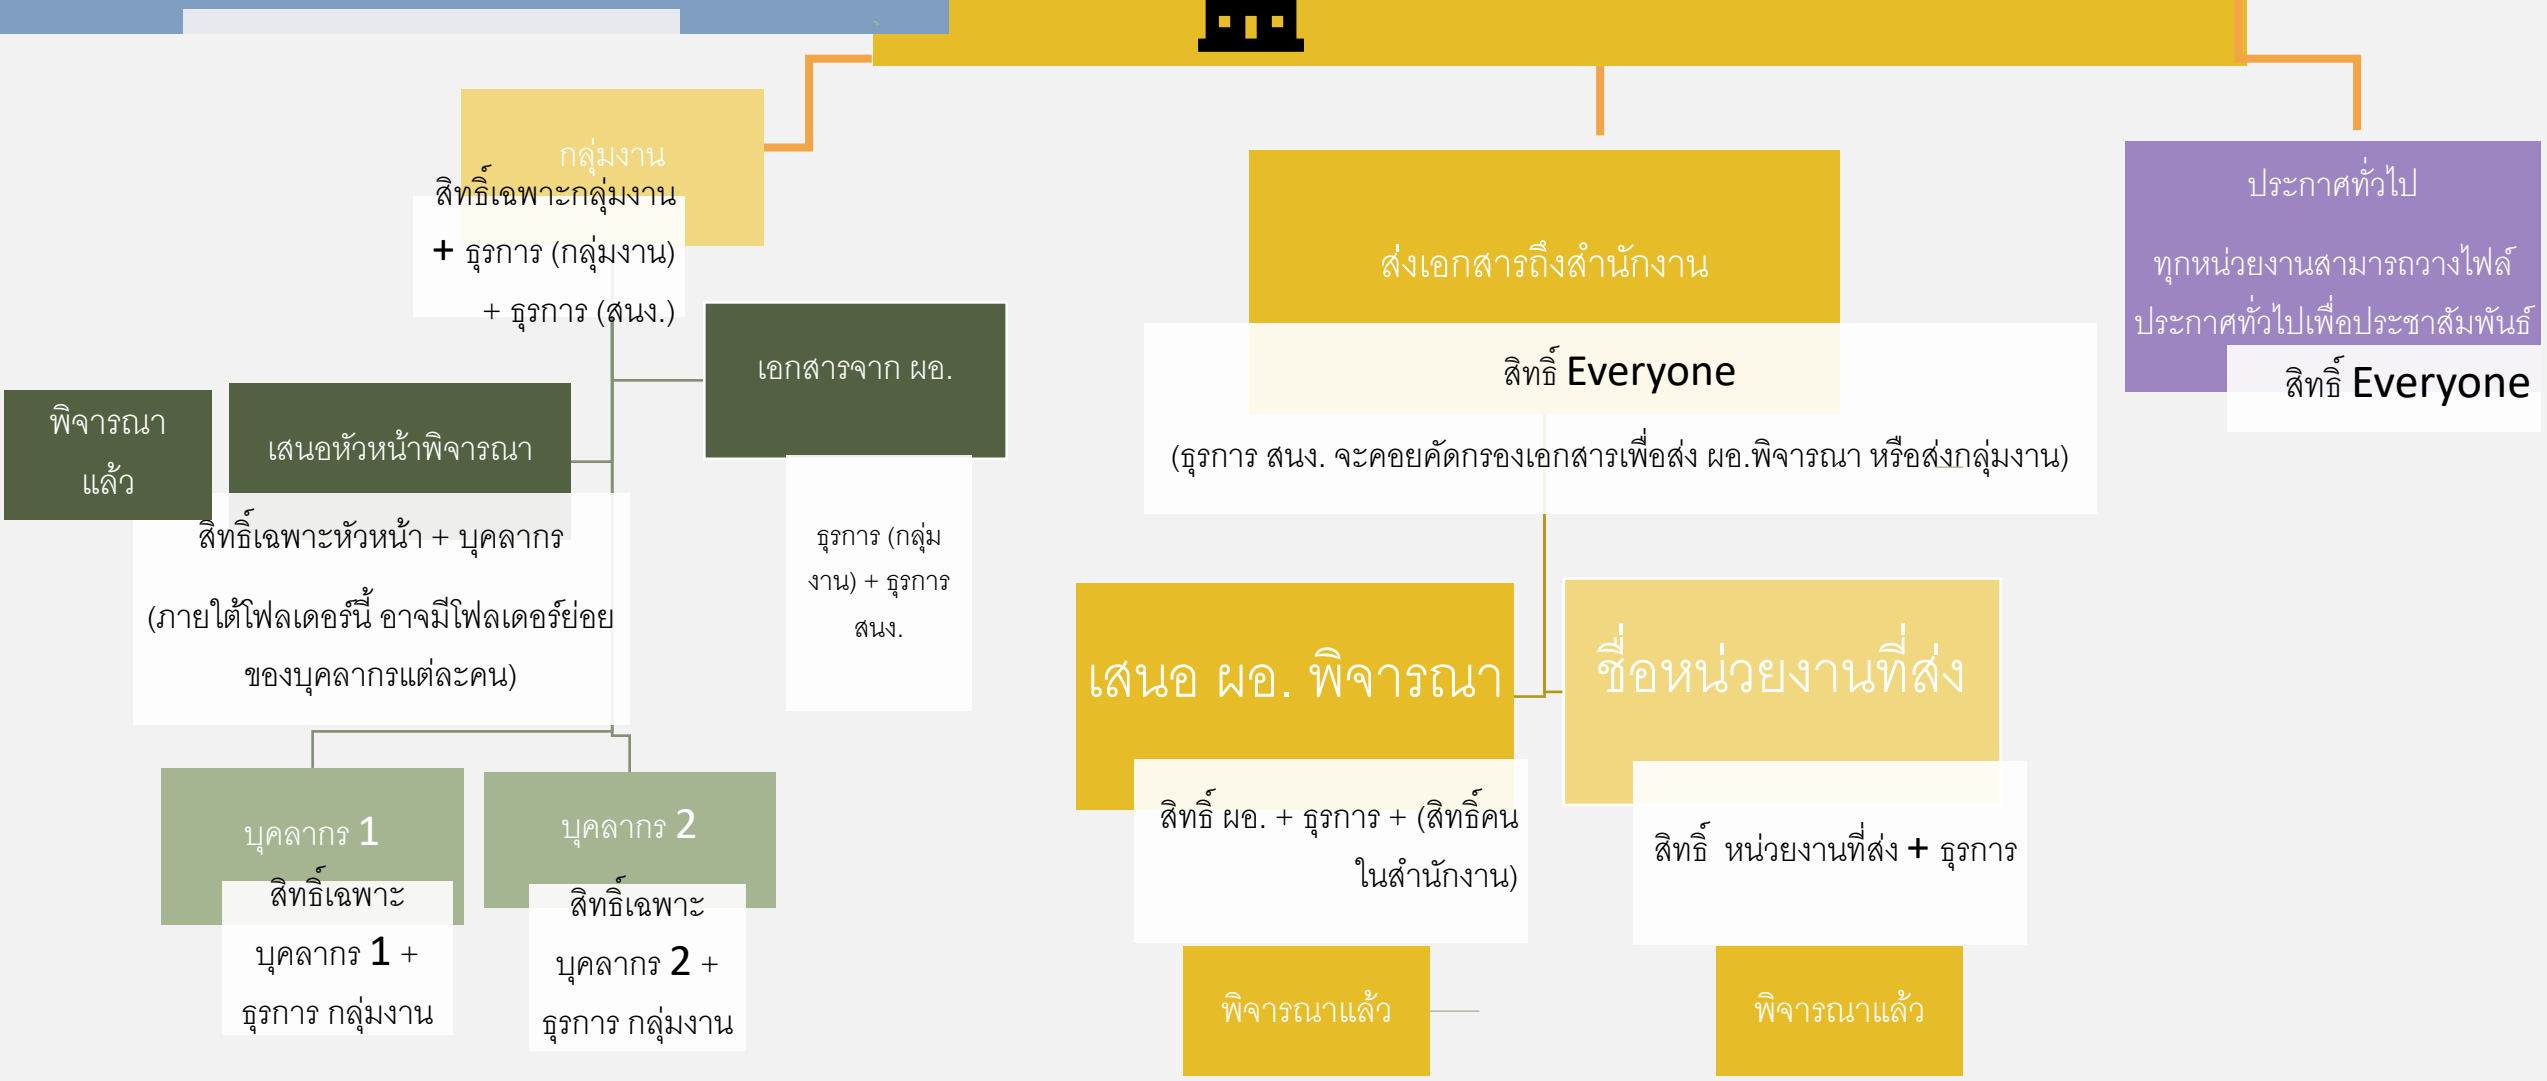 กลุ่มงาน
สิทธิ์เฉพาะกลุ่มงาน
+ ธุรการ (กลุ่มงาน)
+ ธุรการ (สนง.)
เอกสารจาก ผอ.
ธุรการ (กลุ่ม
งาน) + ธุรการ
สนง.
พิจารณา
แล้ว
เสนอหัวหน้าพิจารณา
สิทธิ์เฉพาะหัวหน้า + บุคลากร
(ภายใต้โฟลเดอร์นี้ อาจมีโฟลเดอร์ย่อย
ของบุคลากรแต่ละคน)
บุคลากร 1
สิทธิ์เฉพาะ
บุคลากร 1 +
ธุรการ กลุ่มงาน
บุคลากร 2
สิทธิ์เฉพาะ
บุคลากร 2 +
ธุรการ กลุ่มงาน
ส่งเอกสารถึงสำนักงาน
สิทธิ์ Everyone
(ธุรการ สนง. จะคอยคัดกรองเอกสารเพื่อส่ง ผอ.พิจารณา หรือส่งกลุ่มงาน)
เสนอ ผอ. พิจารณา
สิทธิ์ ผอ. + ธุรการ + (สิทธิ์คน
ในสำนักงาน)
พิจารณาแล้ว
ชื่อหน่วยงานที่ส่ง
สิทธิ์ หน่วยงานที่ส่ง + ธุรการ
พิจารณาแล้ว
ประกาศทั่วไป
ทุกหน่วยงานสามารถวางไฟล์
ประกาศทั่วไปเพื่อประชาสัมพันธ์
สิทธิ์ Everyone